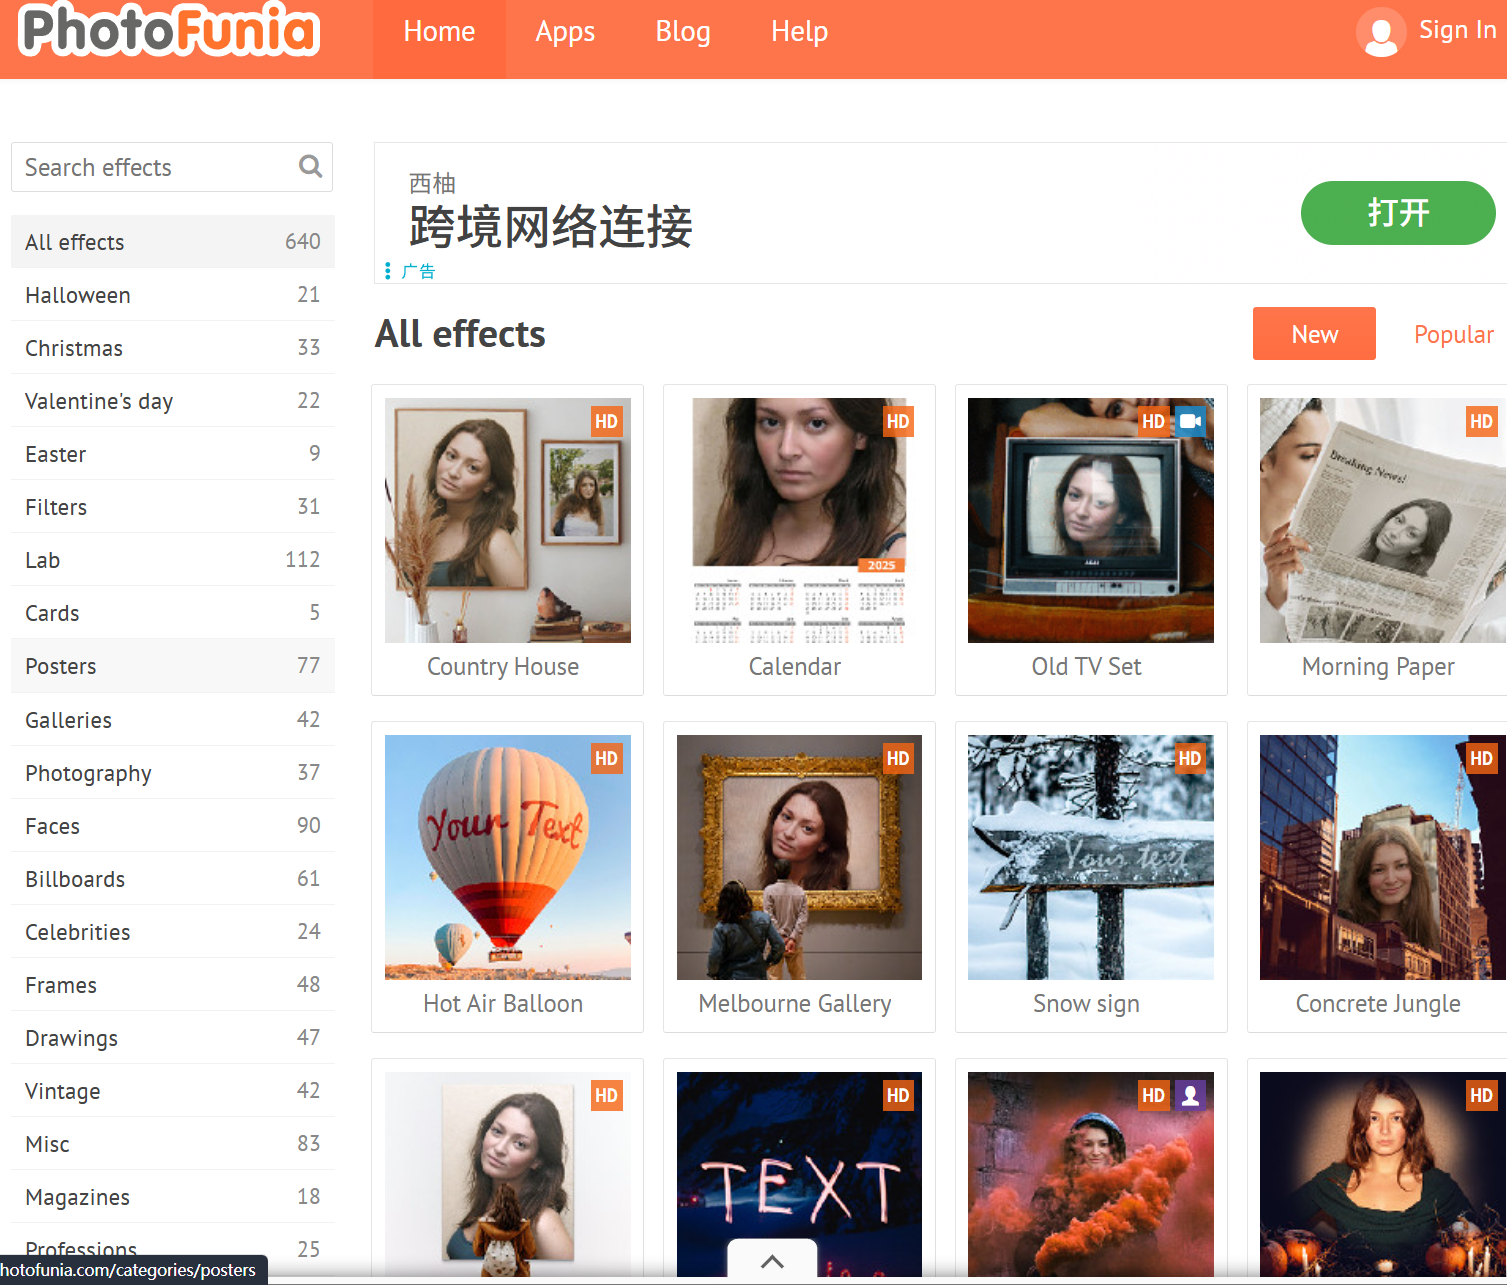 PhotoFunia
Home
Apps
Blog
Help
Sign In
Search effects
All effects 640
Halloween 21
Christmas 33
Valentine's day 22
Easter 9
Filters 31
Lab 112
Cards 5
Posters 77
Galleries 42
Photography 37
Faces 90
Billboards 61
Celebrities 24
Frames 48
Drawings 47
Vintage 42
Misc 83
Magazines 18
Professions 25
hotofunia.com/categories/posters
西柚
跨境网络连接
广告
打开
All effects
New
Popular
HD
HD
2025
HD
HD
Breaking News!
Country House
Calendar
Old TV Set
Morning Paper
HD
Your Text
HD
HD
Your text
HD
Hot Air Balloon
Melbourne Gallery
Snow sign
Concrete Jungle
HD
HD
TEXT
HD
HD